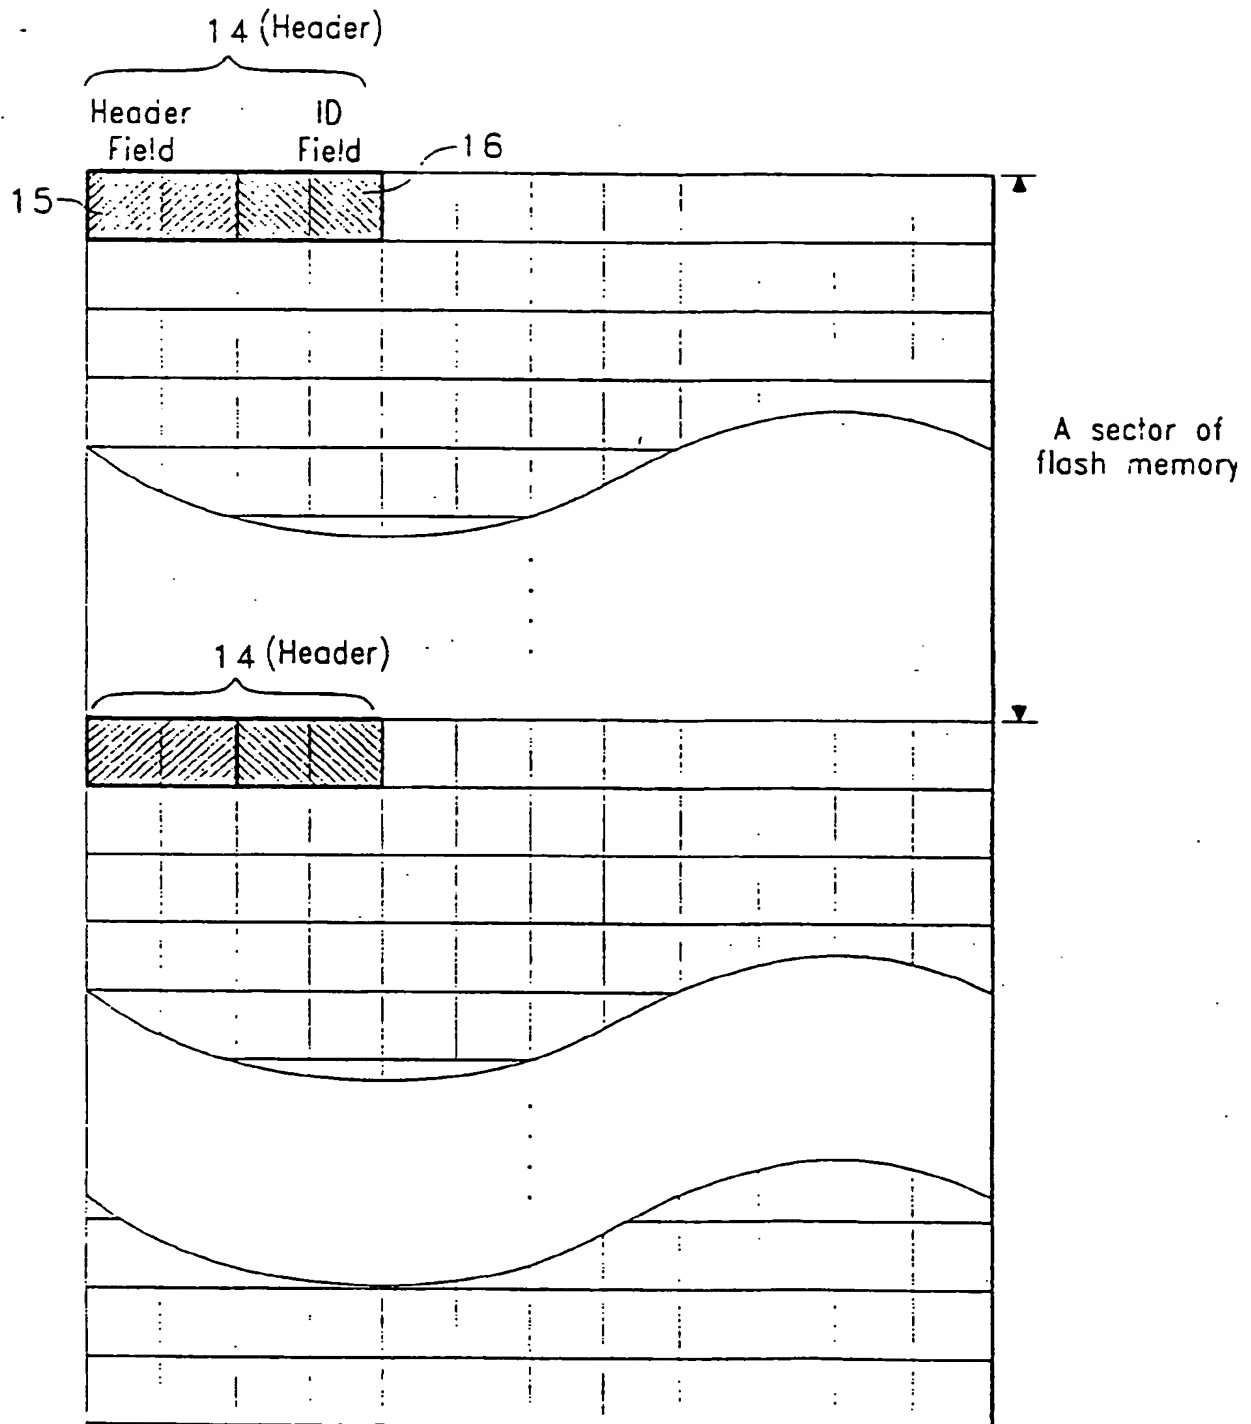 14 (Header)
Header Field
ID Field
16
15
A sector of
flash memory
14 (Header)